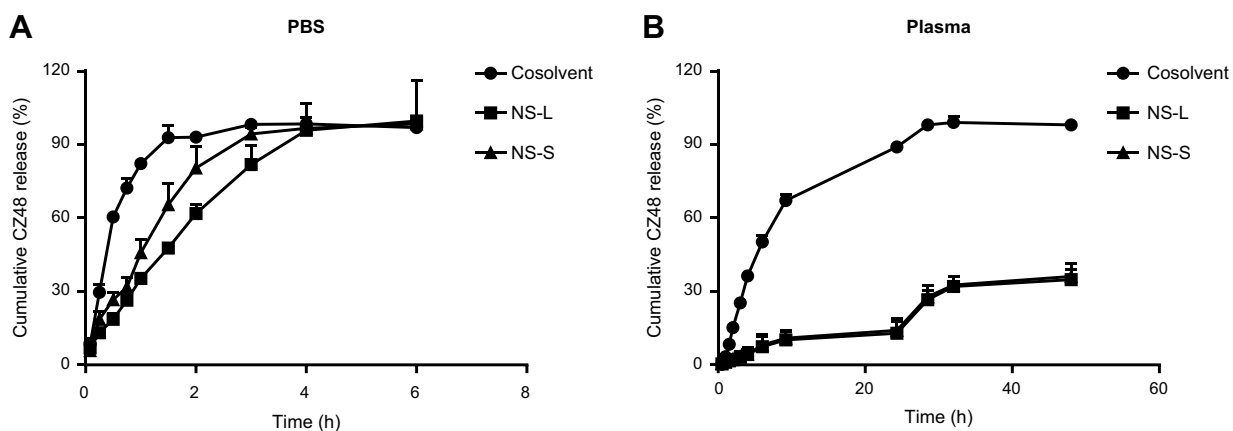 A
PBS
Cumulative CZ48 release (%)
120
90
60
30
0
0 2 4 6 8
Time (h)
Cosolvent
NS-L
NS-S
B
Plasma
Cumulative CZ48 release (%)
120
90
60
30
0
0 20 40 60
Time (h)
Cosolvent
NS-L
NS-S